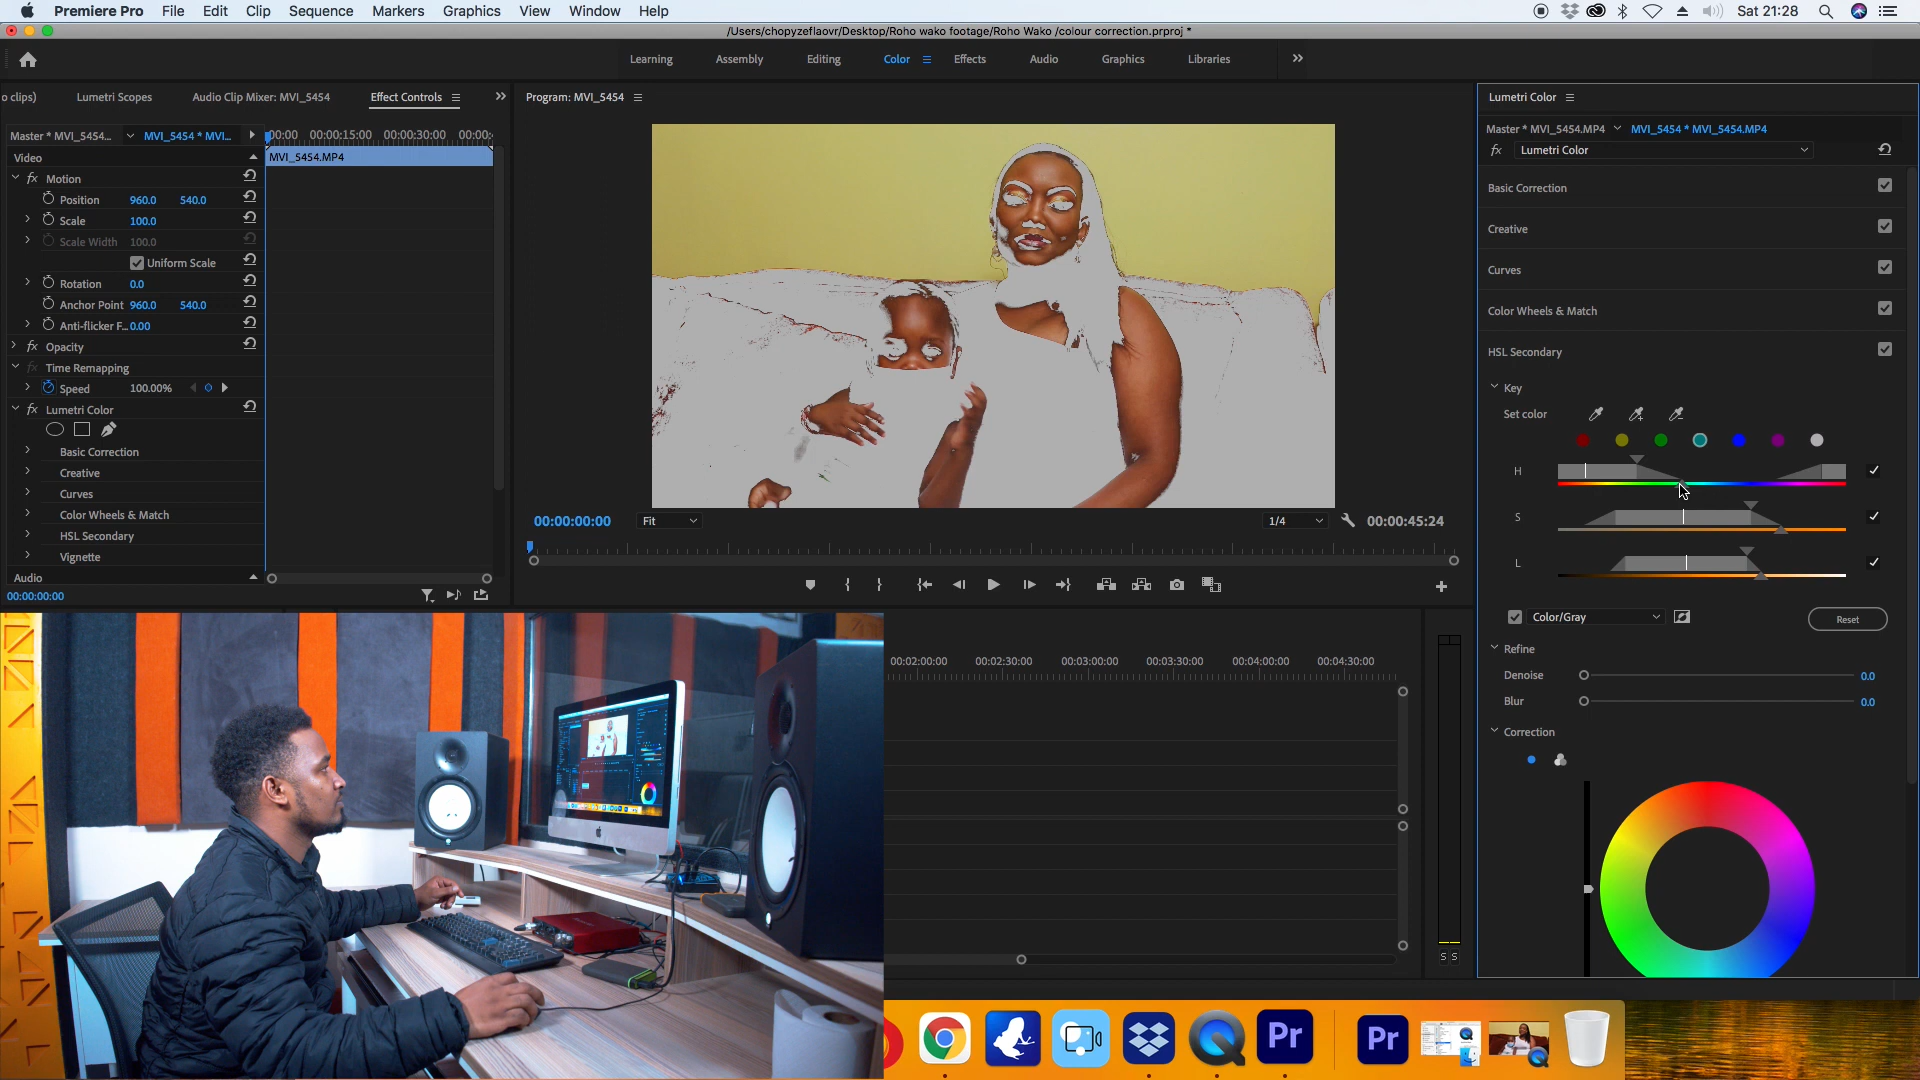 Premiere Pro File Edit Clip Sequence Markers Graphics View Window Help Sat 21:28
/Users/chopyzeflaovr/Desktop/Roho wako footage/Roho Wako /colour correction.prproj *
Learning Assembly Editing Color Effects Audio Graphics Libraries
o clips) Lumetri Scopes Audio Clip Mixer: MVI_5454 Effect Controls
Master * MVI_5454... MVI_5454 * MVI... 00:00 00:00:15:00 00:00:30:00 00:00:
Video MVI_5454.MP4
fx Motion
Position 960.0 540.0
Scale 100.0
Scale Width 100.0
Uniform Scale
Rotation 0.0
Anchor Point 960.0 540.0
Anti-flicker F... 0.00
fx Opacity
fx Time Remapping
Speed 100.00%
fx Lumetri Color
Basic Correction
Creative
Curves
Color Wheels & Match
HSL Secondary
Vignette
Audio
00:00:00:00
Program: MVI_5454
00:00:00:00 Fit 1/4 00:00:45:24
00:02:00:00 00:02:30:00 00:03:00:00 00:03:30:00 00:04:00:00 00:04:30:00
S S
Lumetri Color
Master * MVI_5454.MP4 MVI_5454 * MVI_5454.MP4
fx Lumetri Color
Basic Correction
Creative
Curves
Color Wheels & Match
HSL Secondary
Key
Set color
H
S
L
Color/Gray Reset
Refine
Denoise 0.0
Blur 0.0
Correction
Pr Pr